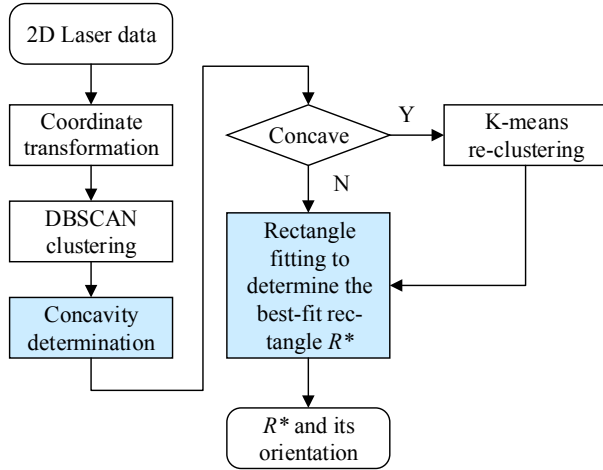 2D Laser data
Coordinate
transformation
DBSCAN
clustering
Concavity
determination
Concave
Y
K-means
re-clustering
N
Rectangle
fitting to
determine the
best-fit rec-
tangle R*
R* and its
orientation